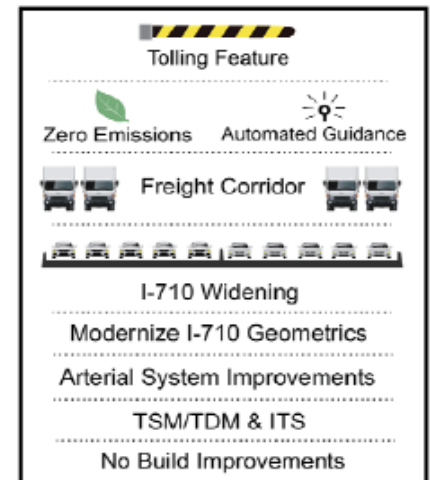 Tolling Feature
Zero Emissions Automated Guidance
Freight Corridor
I-710 Widening
Modernize I-710 Geometrics
Arterial System Improvements
TSM/TDM & ITS
No Build Improvements